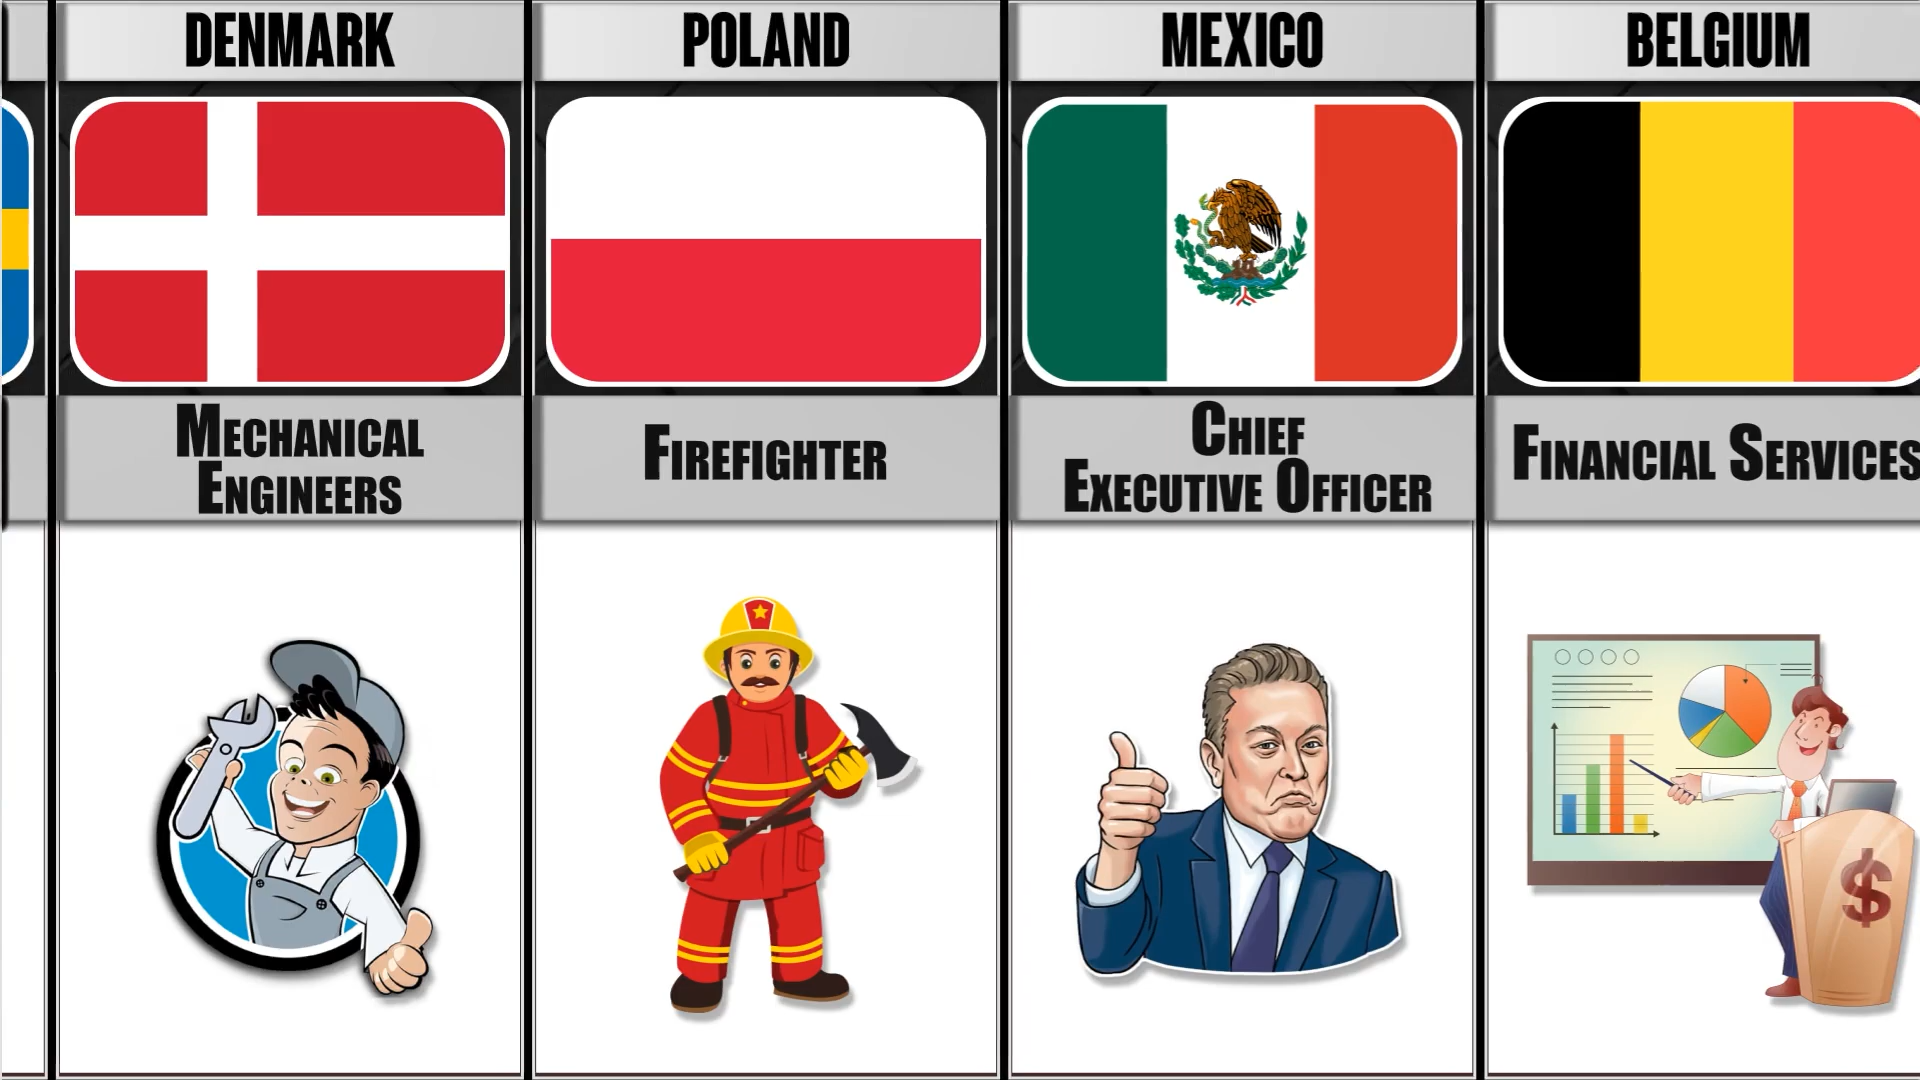 DENMARK
POLAND
MEXICO
BELGIUM
MECHANICAL
ENGINEERS
FIREFIGHTER
CHIEF
EXECUTIVE OFFICER
FINANCIAL SERVICES
$